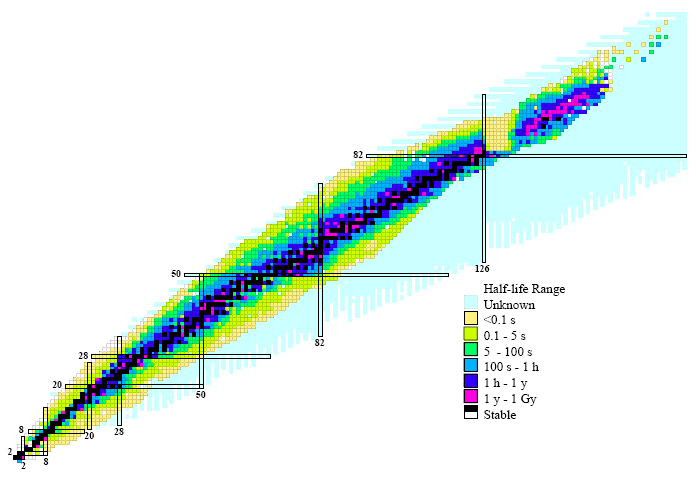 82
126
50
82
28
50
20
28
20
8
8
2
2
Half-life Range
Unknown
<0.1 s
0.1 - 5 s
5 - 100 s
100 s - 1 h
1 h - 1 y
1 y - 1 Gy
Stable